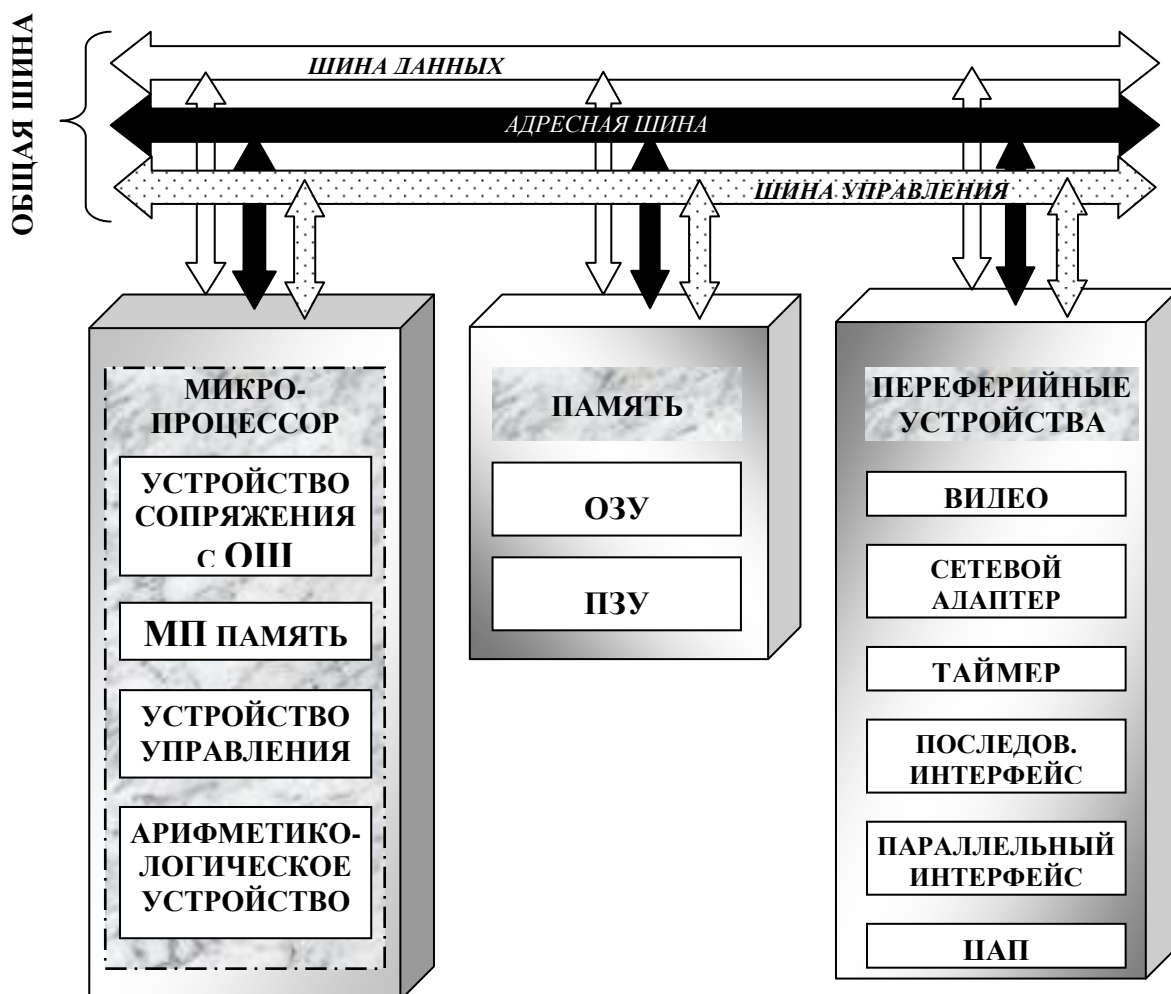 ОБЩАЯ ШИНА
ШИНА ДАННЫХ
АДРЕСНАЯ ШИНА
ШИНА УПРАВЛЕНИЯ
МИКРО-
ПРОЦЕССОР
УСТРОЙСТВО
СОПРЯЖЕНИЯ
С ОШ
МП ПАМЯТЬ
УСТРОЙСТВО
УПРАВЛЕНИЯ
АРИФМЕТИКО-
ЛОГИЧЕСКОЕ
УСТРОЙСТВО
ПАМЯТЬ
ОЗУ
ПЗУ
ПЕРЕФЕРИЙНЫЕ
УСТРОЙСТВА
ВИДЕО
СЕТЕВОЙ
АДАПТЕР
ТАЙМЕР
ПОСЛЕДОВ.
ИНТЕРФЕЙС
ПАРАЛЛЕЛЬНЫЙ
ИНТЕРФЕЙС
ЦАП